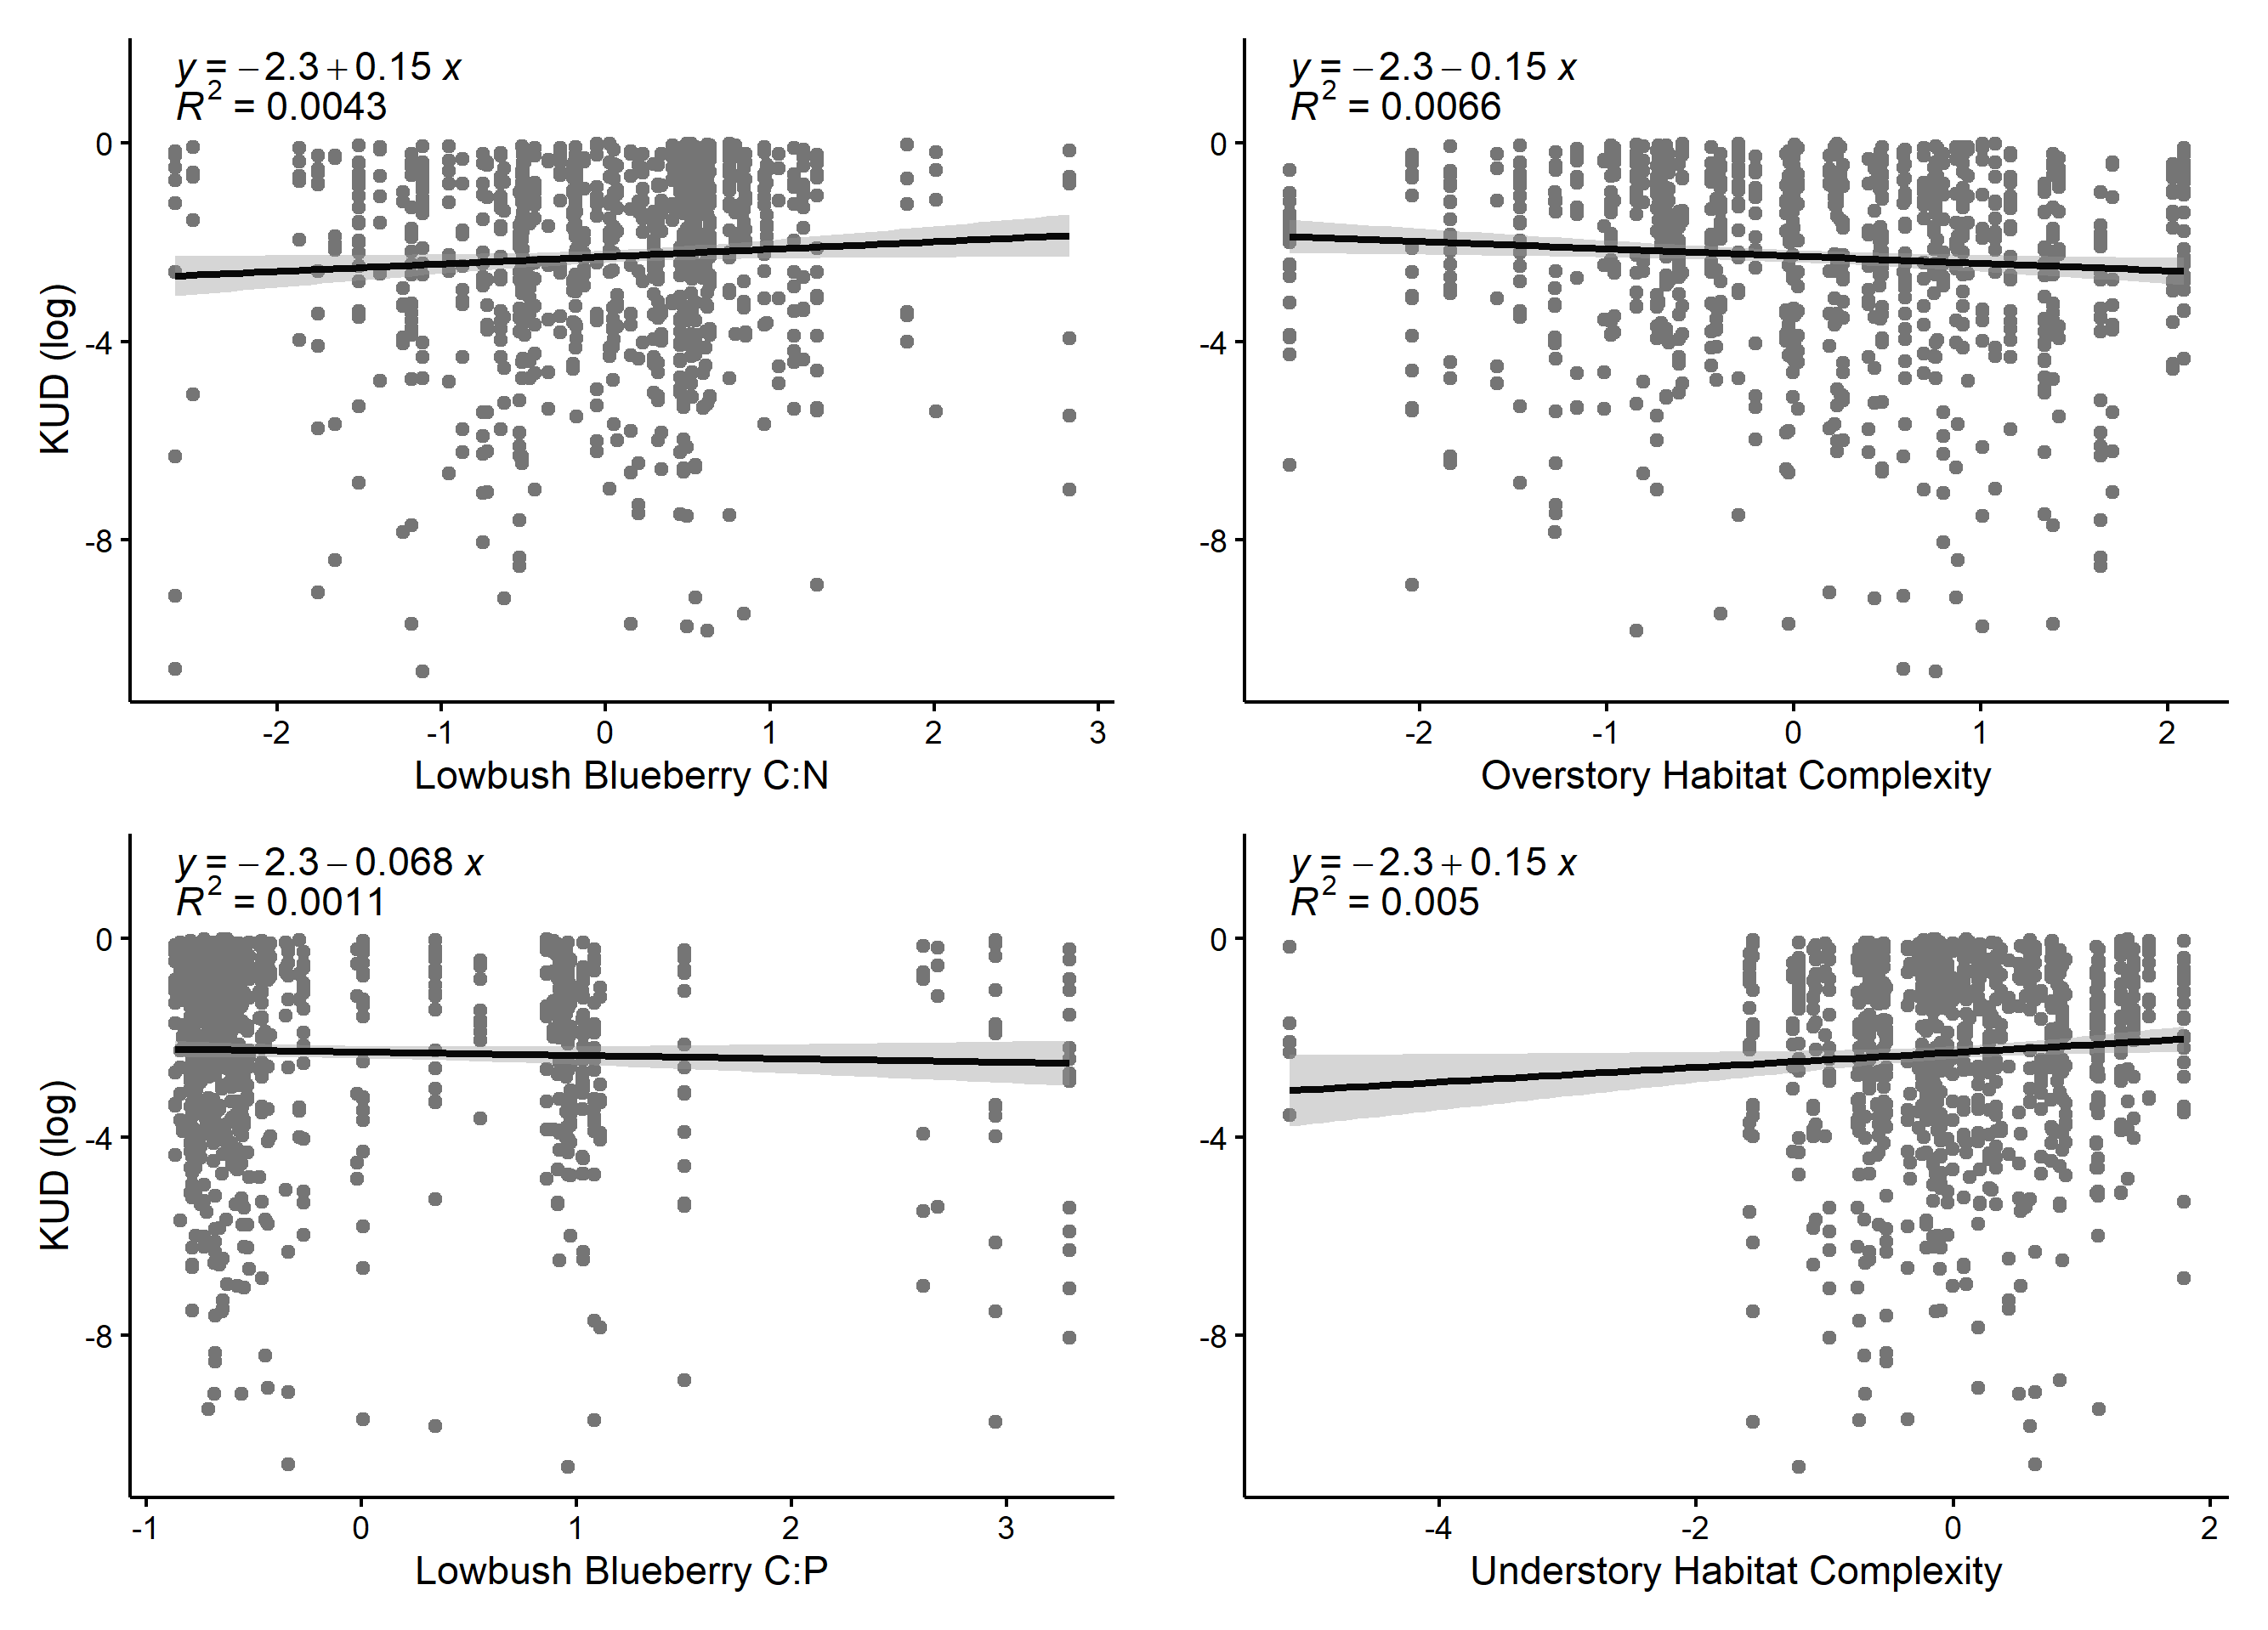 y = −2.3 + 0.15 x
R² = 0.0043
KUD (log)
0
-4
-8
-2 -1 0 1 2 3
Lowbush Blueberry C:N
y = −2.3 − 0.15 x
R² = 0.0066
0
-4
-8
-2 -1 0 1 2
Overstory Habitat Complexity
y = −2.3 − 0.068 x
R² = 0.0011
KUD (log)
0
-4
-8
-1 0 1 2 3
Lowbush Blueberry C:P
y = −2.3 + 0.15 x
R² = 0.005
0
-4
-8
-4 -2 0 2
Understory Habitat Complexity